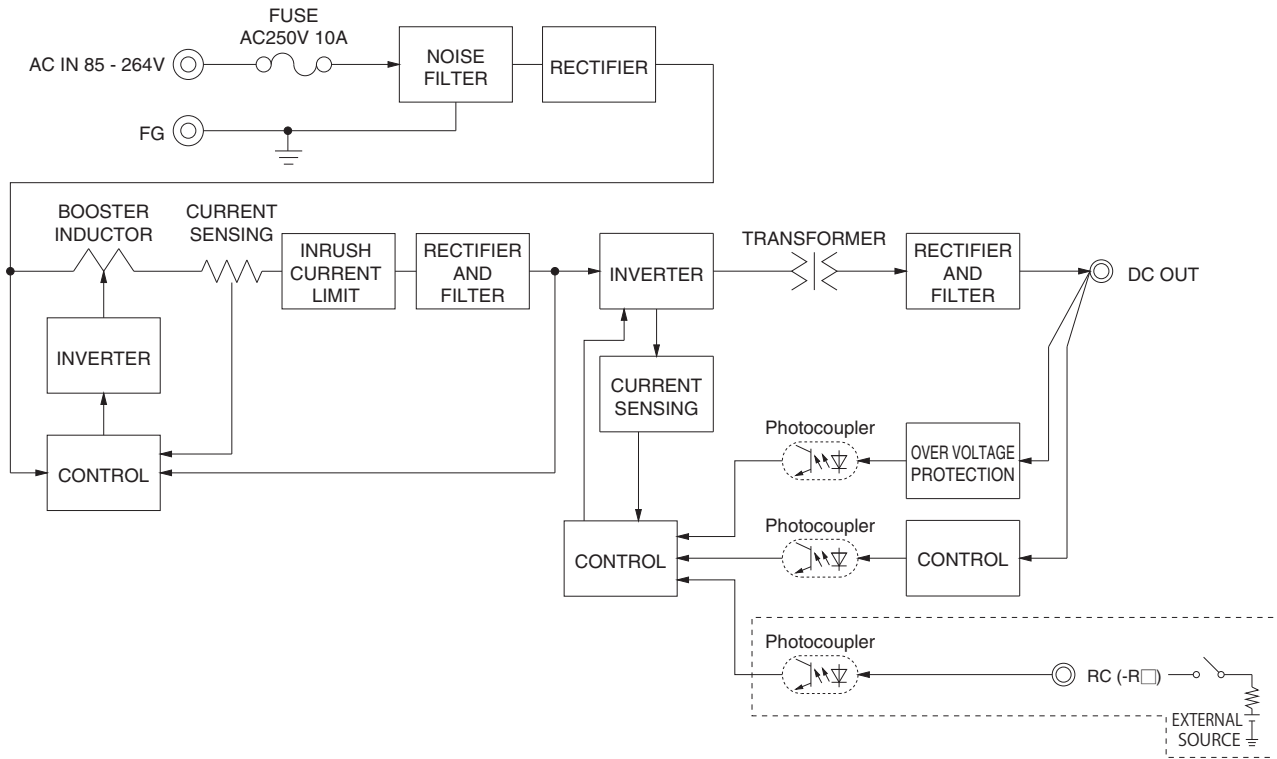 FUSE
AC250V 10A
AC IN 85 - 264V
NOISE
FILTER
RECTIFIER
FG
BOOSTER
INDUCTOR
CURRENT
SENSING
INRUSH
CURRENT
LIMIT
RECTIFIER
AND
FILTER
INVERTER
TRANSFORMER
RECTIFIER
AND
FILTER
DC OUT
INVERTER
CURRENT
SENSING
CONTROL
Photocoupler
OVER VOLTAGE
PROTECTION
Photocoupler
CONTROL
CONTROL
Photocoupler
RC (-R□)
EXTERNAL
SOURCE